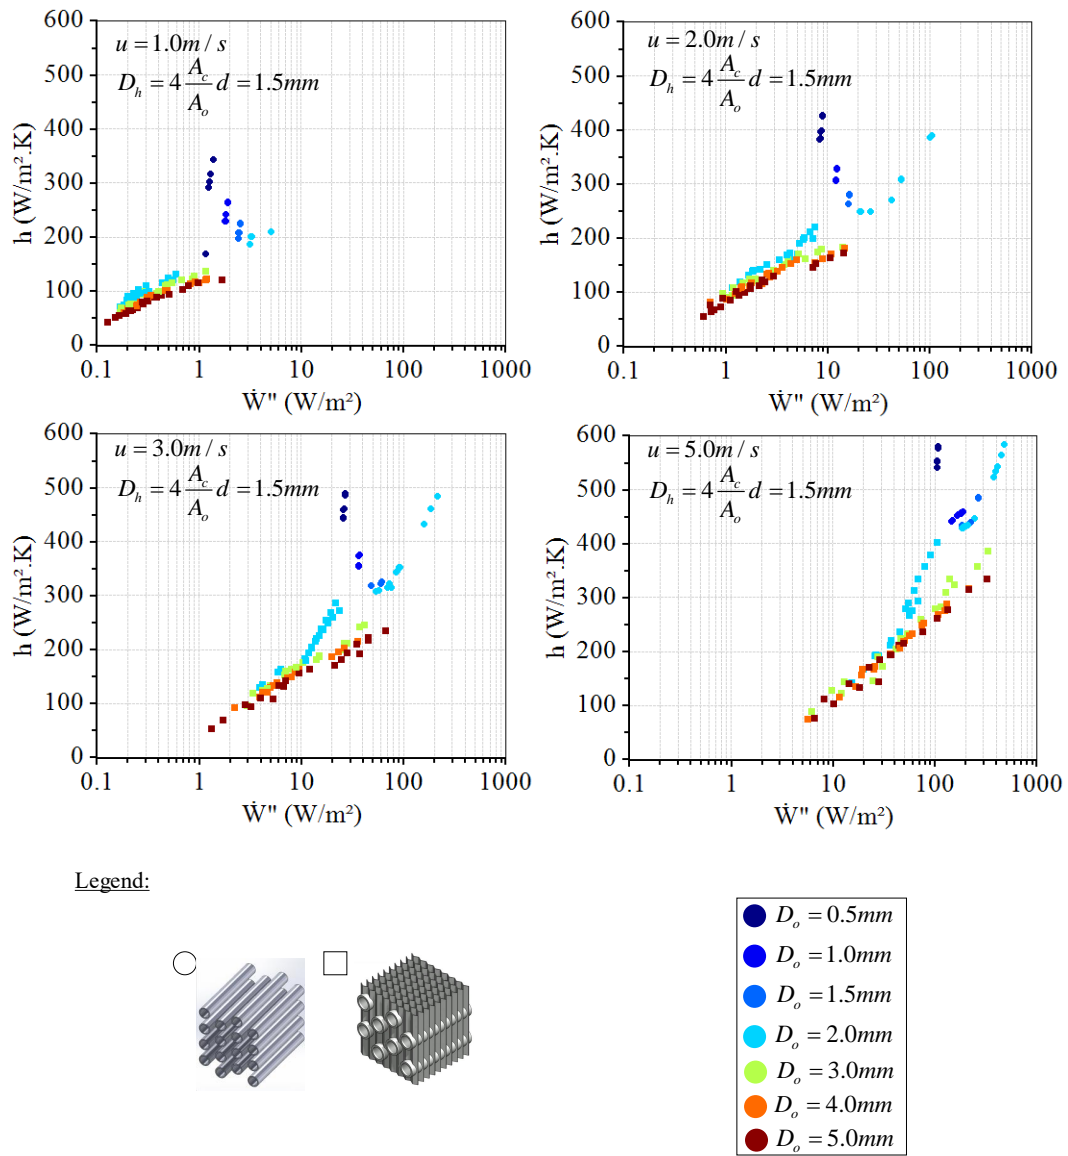 600
500
400
300
200
100
0
h (W/m².K)
u = 1.0m / s
D_h = 4 A_c/A_o d = 1.5mm
0.1 1 10 100 1000
Ẇ" (W/m²)
600
500
400
300
200
100
0
h (W/m².K)
u = 2.0m / s
D_h = 4 A_c/A_o d = 1.5mm
0.1 1 10 100 1000
Ẇ" (W/m²)
600
500
400
300
200
100
0
h (W/m².K)
u = 3.0m / s
D_h = 4 A_c/A_o d = 1.5mm
0.1 1 10 100 1000
Ẇ" (W/m²)
600
500
400
300
200
100
0
h (W/m².K)
u = 5.0m / s
D_h = 4 A_c/A_o d = 1.5mm
0.1 1 10 100 1000
Ẇ" (W/m²)
Legend:
D_o = 0.5mm
D_o = 1.0mm
D_o = 1.5mm
D_o = 2.0mm
D_o = 3.0mm
D_o = 4.0mm
D_o = 5.0mm